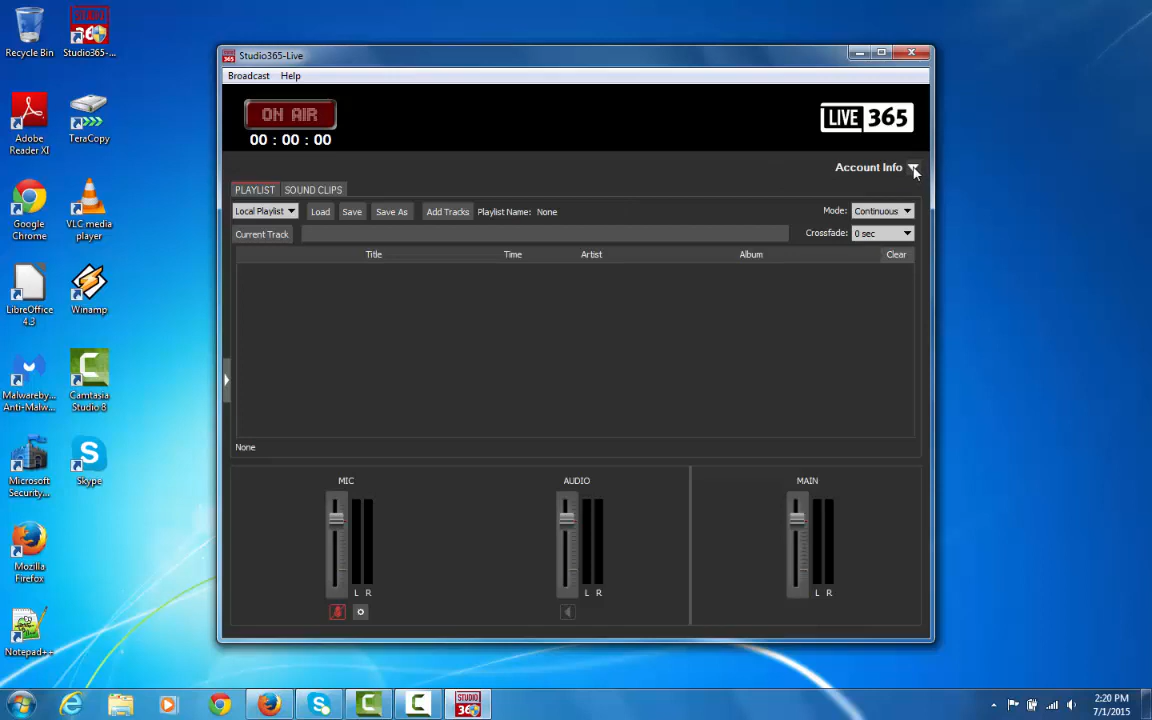 Recycle Bin
Studio365-...
Adobe
Reader XI
TeraCopy
Google
Chrome
VLC media
player
LibreOffice
4.3
Winamp
Malwareby...
Anti-Malw...
Camtasia
Studio 8
Microsoft
Security...
Skype
Mozilla
Firefox
Notepad++
Studio365-Live
Broadcast Help
ON AIR
00 : 00 : 00
LIVE 365
Account Info
PLAYLIST SOUND CLIPS
Local Playlist Load Save Save As Add Tracks Playlist Name: None Mode: Continuous
Current Track Crossfade: 0 sec
Title Time Artist Album Clear
None
MIC AUDIO MAIN
L R L R L R
STUDIO
365
2:20 PM
7/1/2015